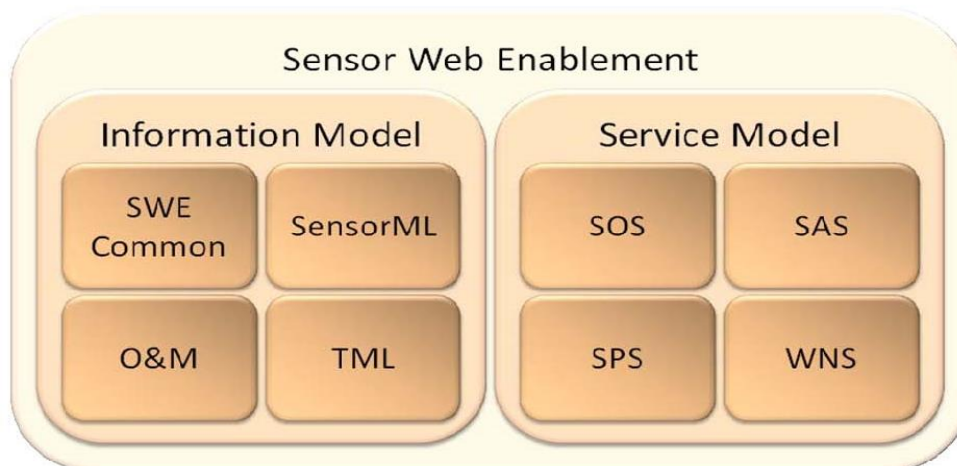 Sensor Web Enablement
Information Model
Service Model
SWE
Common
SensorML
SOS
SAS
O&M
TML
SPS
WNS